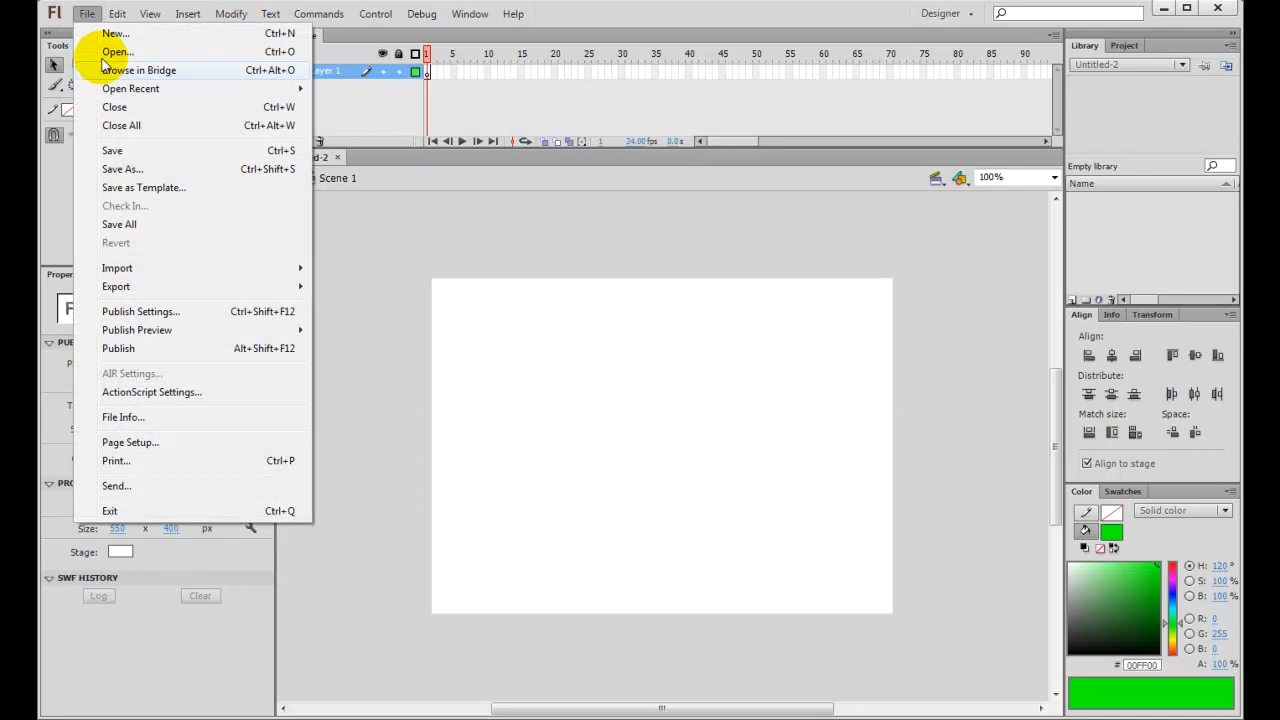 Fl File Edit View Insert Modify Text Commands Control Debug Window Help Designer
Tools
New... Ctrl+N
Open... Ctrl+O
Browse in Bridge Ctrl+Alt+O
Open Recent
Close Ctrl+W
Close All Ctrl+Alt+W
Save Ctrl+S
Save As... Ctrl+Shift+S
Save as Template...
Check In...
Save All
Revert
Import
Export
Publish Settings... Ctrl+Shift+F12
Publish Preview
Publish Alt+Shift+F12
AIR Settings...
ActionScript Settings...
File Info...
Page Setup...
Print... Ctrl+P
Send...
Exit Ctrl+Q
Size: 550 x 400 px
Stage:
SWF HISTORY
Log Clear
1 5 10 15 20 25 30 35 40 45 50 55 60 65 70 75 80 85 90
Layer 1
1 24.00 fps 0.0 s
ed-2
Scene 1
100%
Library Project
Untitled-2
Empty library
Name
Align Info Transform
Align:
Distribute:
Match size: Space:
Align to stage
Color Swatches
Solid color
H: 120 °
S: 100 %
B: 100 %
R: 0
G: 255
B: 0
# 00FF00 A: 100 %